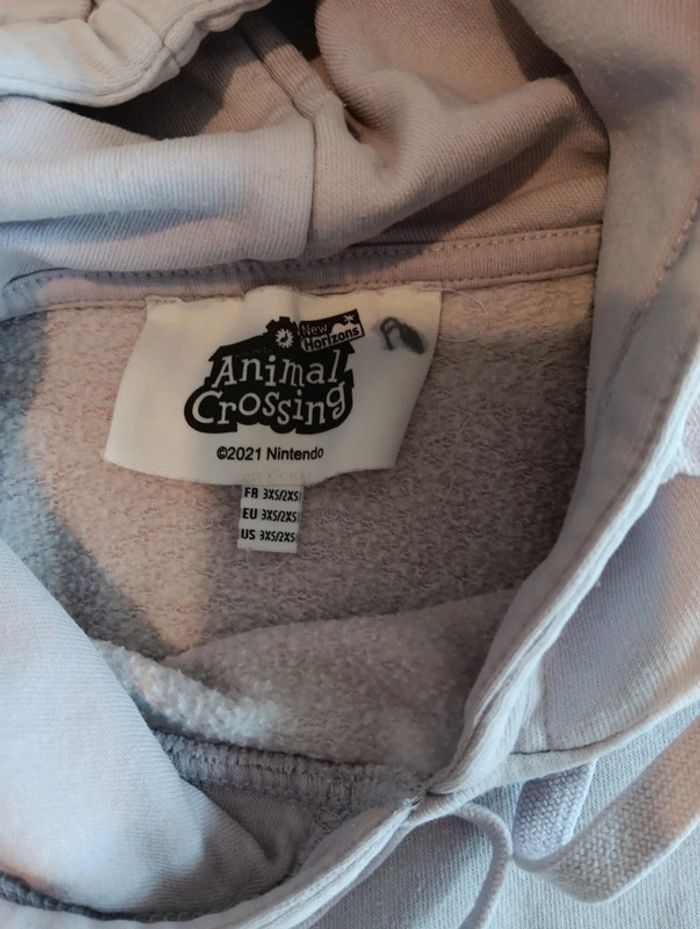 New
Horizons
Animal
Crossing
©2021 Nintendo
FR 3XS/2XS
EU 3XS/2XS
US 3XS/2XS